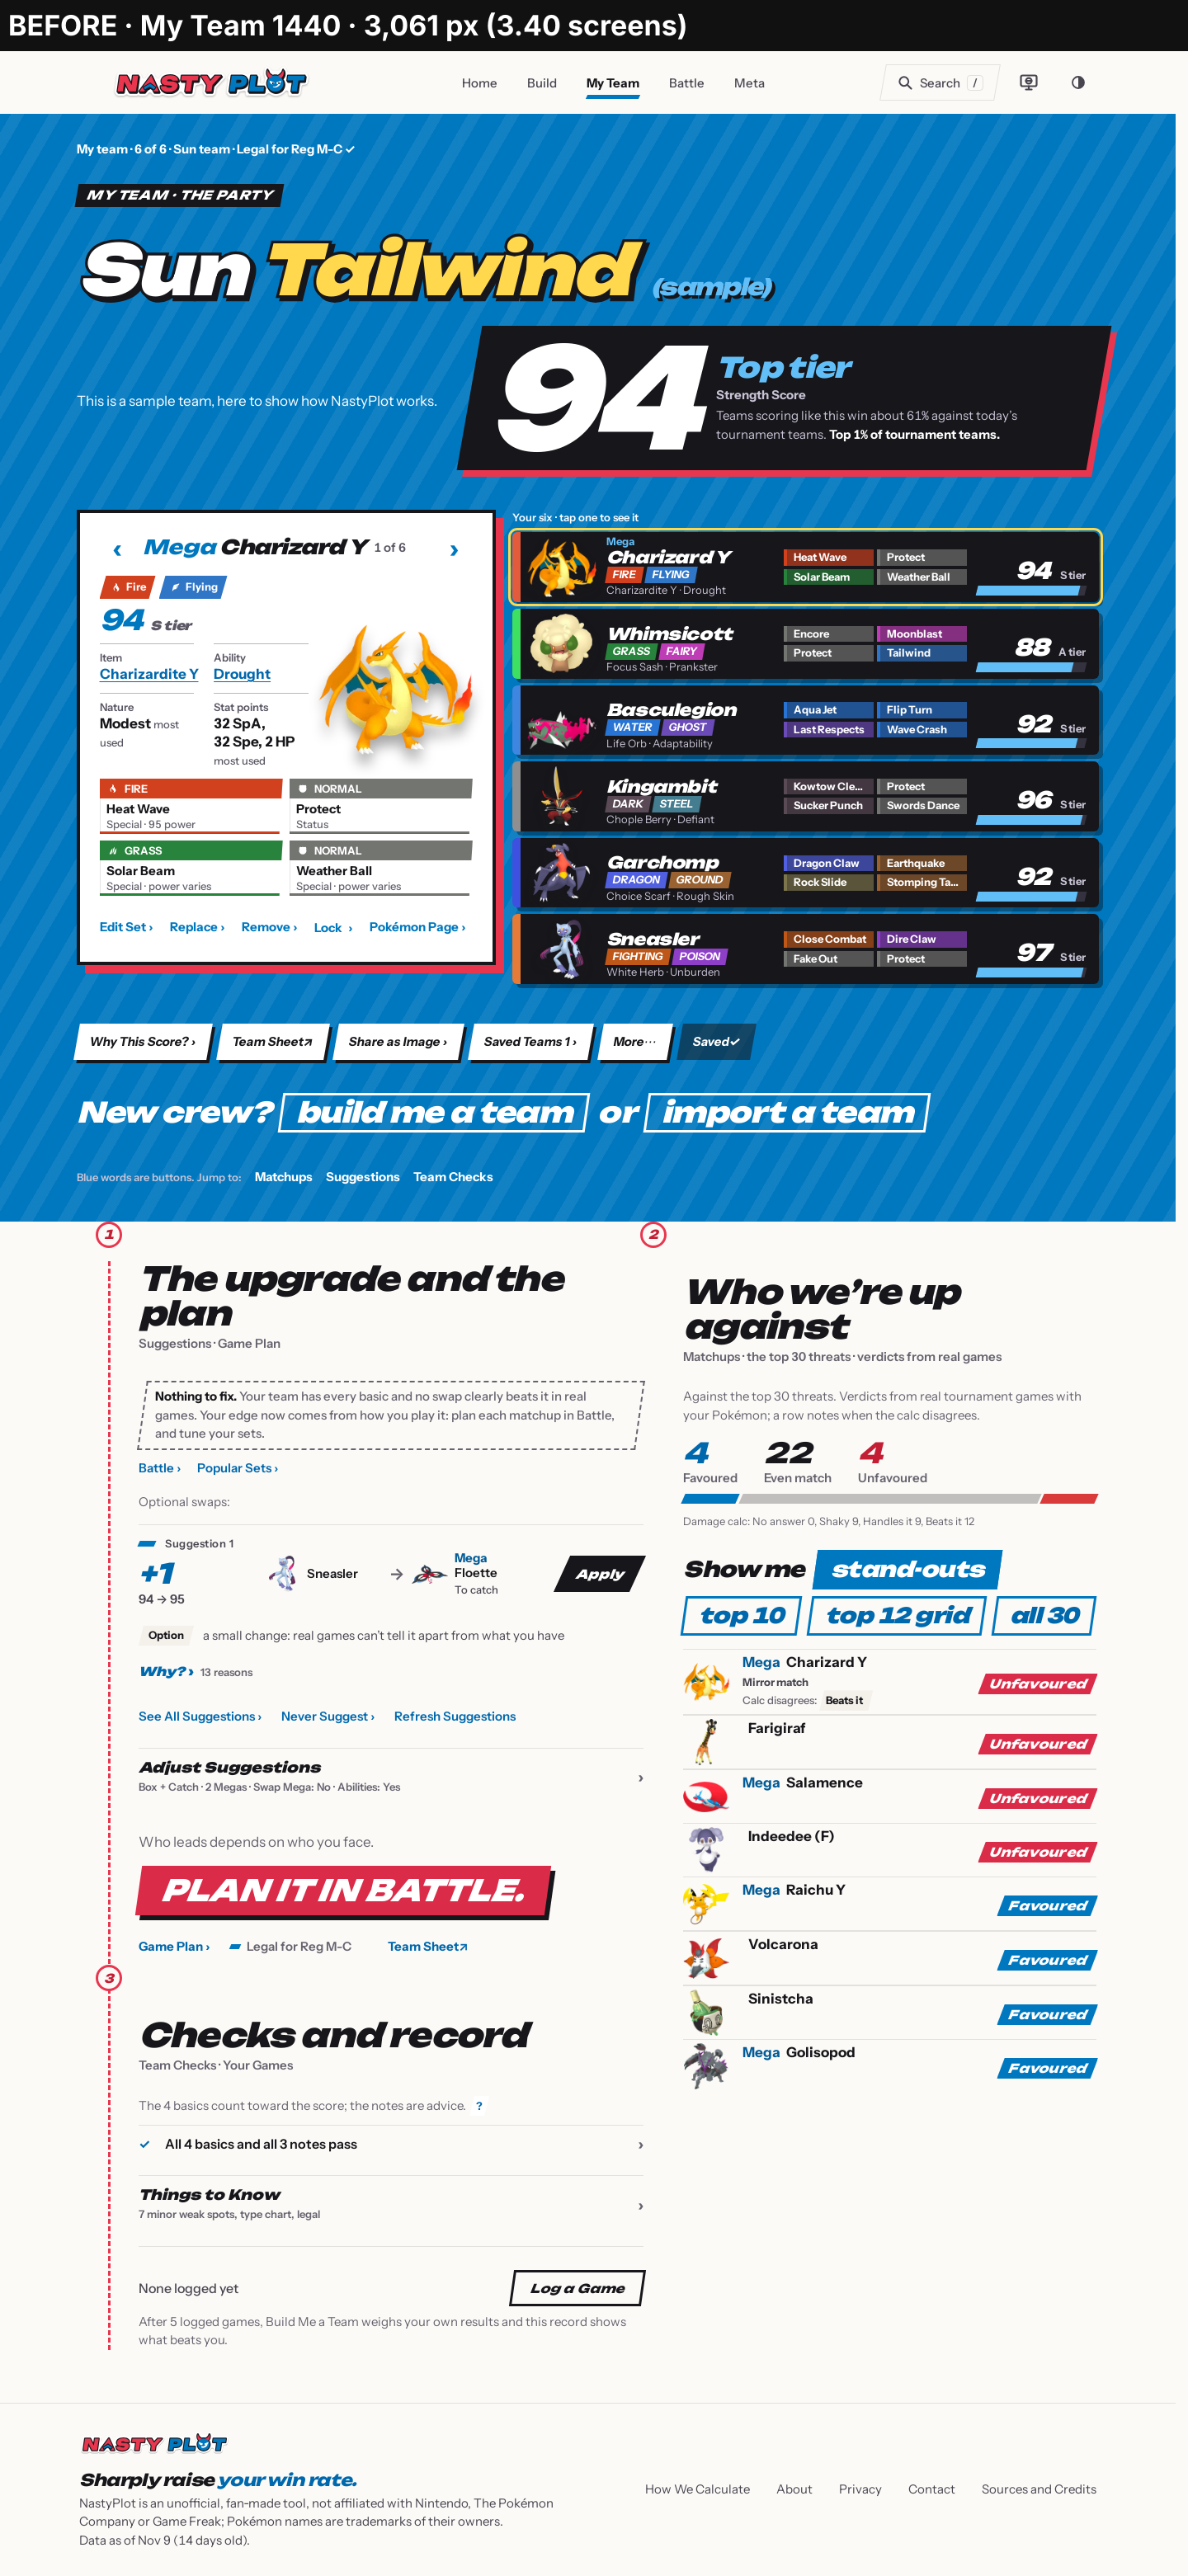 BEFORE · My Team 1440 · 3,061 px (3.40 screens)
NASTY PLOT
Home Build My Team Battle Meta
Search /
My team · 6 of 6 · Sun team · Legal for Reg M-C ✓
MY TEAM · THE PARTY
Sun Tailwind (sample)
This is a sample team, here to show how NastyPlot works.
94
Top tier
Strength Score
Teams scoring like this win about 61% against today's
tournament teams. Top 1% of tournament teams.
‹ Mega Charizard Y 1 of 6 ›
Fire Flying
94 S tier
Item
Charizardite Y
Ability
Drought
Nature
Modest most
used
Stat points
32 SpA,
32 Spe, 2 HP
most used
FIRE
Heat Wave
Special · 95 power
NORMAL
Protect
Status
GRASS
Solar Beam
Special · power varies
NORMAL
Weather Ball
Special · power varies
Edit Set › Replace › Remove › Lock › Pokémon Page ›
Your six · tap one to see it
Mega
Charizard Y
FIRE FLYING
Charizardite Y · Drought
Heat Wave Protect
Solar Beam Weather Ball
94 S tier
Whimsicott
GRASS FAIRY
Focus Sash · Prankster
Encore Moonblast
Protect Tailwind
88 A tier
Basculegion
WATER GHOST
Life Orb · Adaptability
Aqua Jet Flip Turn
Last Respects Wave Crash
92 S tier
Kingambit
DARK STEEL
Chople Berry · Defiant
Kowtow Cle... Protect
Sucker Punch Swords Dance
96 S tier
Garchomp
DRAGON GROUND
Choice Scarf · Rough Skin
Dragon Claw Earthquake
Rock Slide Stomping Ta...
92 S tier
Sneasler
FIGHTING POISON
White Herb · Unburden
Close Combat Dire Claw
Fake Out Protect
97 S tier
Why This Score? › Team Sheet↗ Share as Image › Saved Teams 1 › More··· Saved✓
New crew? build me a team or import a team
Blue words are buttons. Jump to: Matchups Suggestions Team Checks
1
The upgrade and the
plan
Suggestions · Game Plan
Nothing to fix. Your team has every basic and no swap clearly beats it in real
games. Your edge now comes from how you play it: plan each matchup in Battle,
and tune your sets.
Battle › Popular Sets ›
Optional swaps:
Suggestion 1
+1
94 → 95
Sneasler → Mega
Floette
To catch
Apply
Option a small change: real games can't tell it apart from what you have
Why? › 13 reasons
See All Suggestions › Never Suggest › Refresh Suggestions
Adjust Suggestions
Box + Catch · 2 Megas · Swap Mega: No · Abilities: Yes
›
Who leads depends on who you face.
PLAN IT IN BATTLE.
Game Plan › Legal for Reg M-C Team Sheet↗
2
Who we're up
against
Matchups · the top 30 threats · verdicts from real games
Against the top 30 threats. Verdicts from real tournament games with
your Pokémon; a row notes when the calc disagrees.
4 22 4
Favoured Even match Unfavoured
Damage calc: No answer 0, Shaky 9, Handles it 9, Beats it 12
Show me stand-outs
top 10 top 12 grid all 30
Mega Charizard Y
Mirror match
Calc disagrees: Beats it
Unfavoured
Farigiraf Unfavoured
Mega Salamence Unfavoured
Indeedee (F) Unfavoured
Mega Raichu Y Favoured
Volcarona Favoured
Sinistcha Favoured
Mega Golisopod Favoured
3
Checks and record
Team Checks · Your Games
The 4 basics count toward the score; the notes are advice. ?
✓ All 4 basics and all 3 notes pass ›
Things to Know
7 minor weak spots, type chart, legal
›
None logged yet Log a Game
After 5 logged games, Build Me a Team weighs your own results and this record shows
what beats you.
NASTY PLOT
Sharply raise your win rate.
NastyPlot is an unofficial, fan-made tool, not affiliated with Nintendo, The Pokémon
Company or Game Freak; Pokémon names are trademarks of their owners.
Data as of Nov 9 (14 days old).
How We Calculate About Privacy Contact Sources and Credits